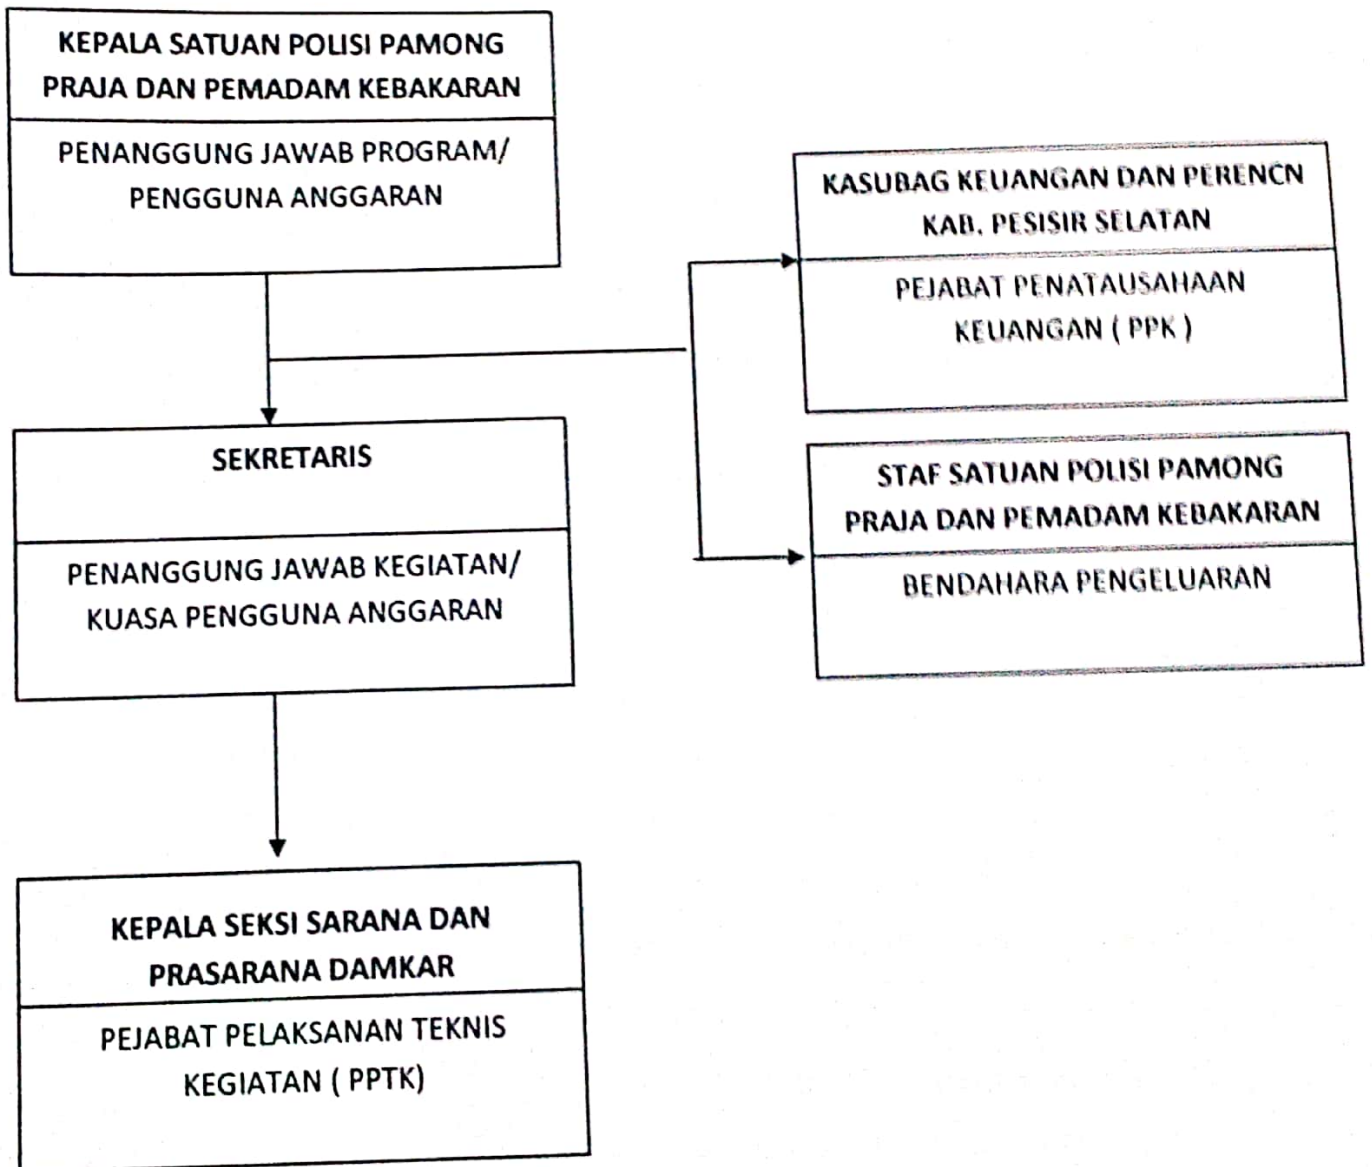 KEPALA SATUAN POLISI PAMONG
PRAJA DAN PEMADAM KEBAKARAN
PENANGGUNG JAWAB PROGRAM/
PENGGUNA ANGGARAN
KASUBAG KEUANGAN DAN PERENCN
KAB. PESISIR SELATAN
PEJABAT PENATAUSAHAAN
KEUANGAN ( PPK )
SEKRETARIS
PENANGGUNG JAWAB KEGIATAN/
KUASA PENGGUNA ANGGARAN
STAF SATUAN POLISI PAMONG
PRAJA DAN PEMADAM KEBAKARAN
BENDAHARA PENGELUARAN
KEPALA SEKSI SARANA DAN
PRASARANA DAMKAR
PEJABAT PELAKSANAN TEKNIS
KEGIATAN ( PPTK)